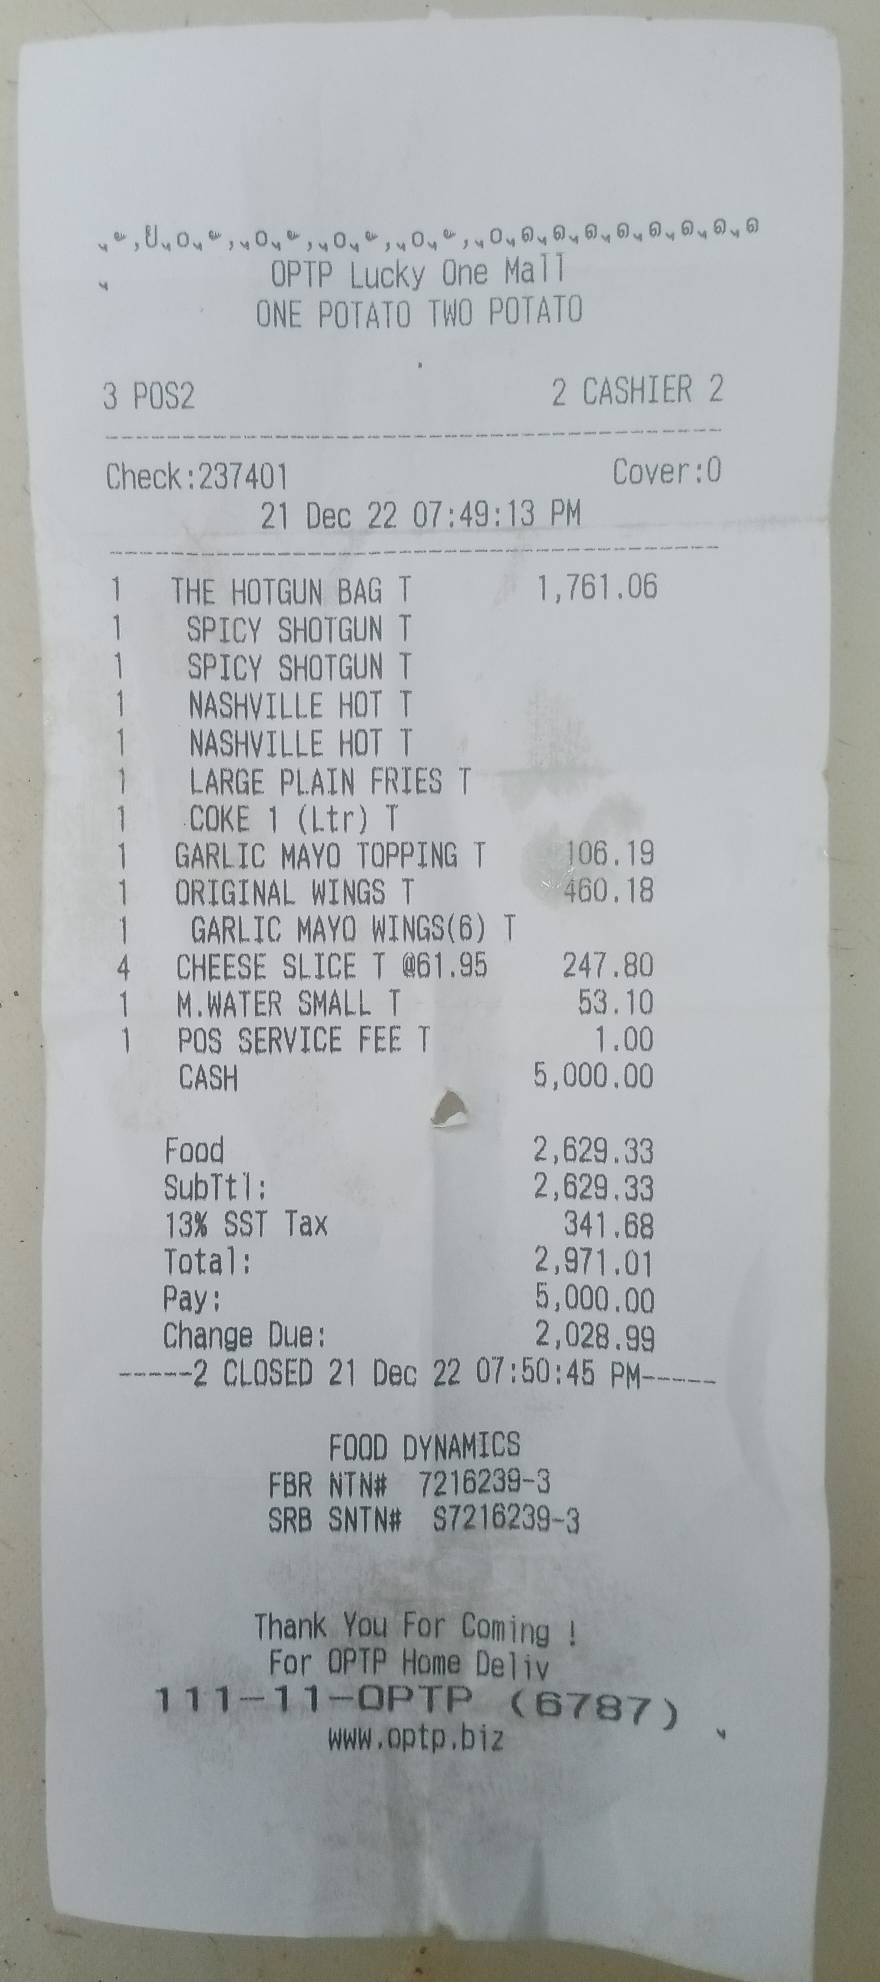 OPTP Lucky One Mall
ONE POTATO TWO POTATO
3 POS2 2 CASHIER 2
Check:237401 Cover:0
21 Dec 22 07:49:13 PM
1 THE HOTGUN BAG T 1,761.06
1 SPICY SHOTGUN T
1 SPICY SHOTGUN T
1 NASHVILLE HOT T
1 NASHVILLE HOT T
1 LARGE PLAIN FRIES T
1 COKE 1 (Ltr) T
1 GARLIC MAYO TOPPING T 106.19
1 ORIGINAL WINGS T 460.18
1 GARLIC MAYO WINGS(6) T
4 CHEESE SLICE T @61.95 247.80
1 M.WATER SMALL T 53.10
1 POS SERVICE FEE T 1.00
CASH 5,000.00
Food 2,629.33
SubTtl: 2,629.33
13% SST Tax 341.68
Total: 2,971.01
Pay: 5,000.00
Change Due: 2,028.99
-----2 CLOSED 21 Dec 22 07:50:45 PM-----
FOOD DYNAMICS
FBR NTN# 7216239-3
SRB SNTN# S7216239-3
Thank You For Coming !
For OPTP Home Deliv
111-11-OPTP (6787)
www.optp.biz